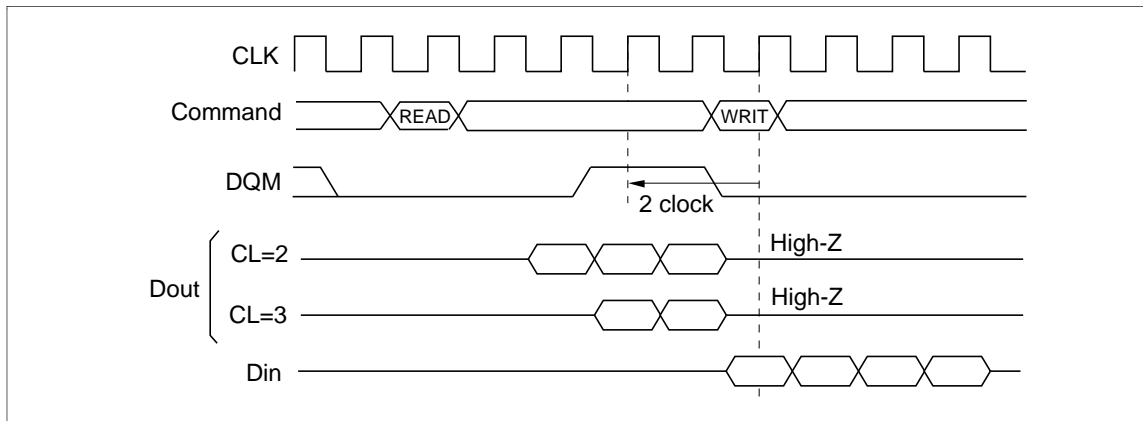 CLK
Command
READ
WRIT
DQM
2 clock
CL=2
High-Z
Dout
CL=3
High-Z
Din